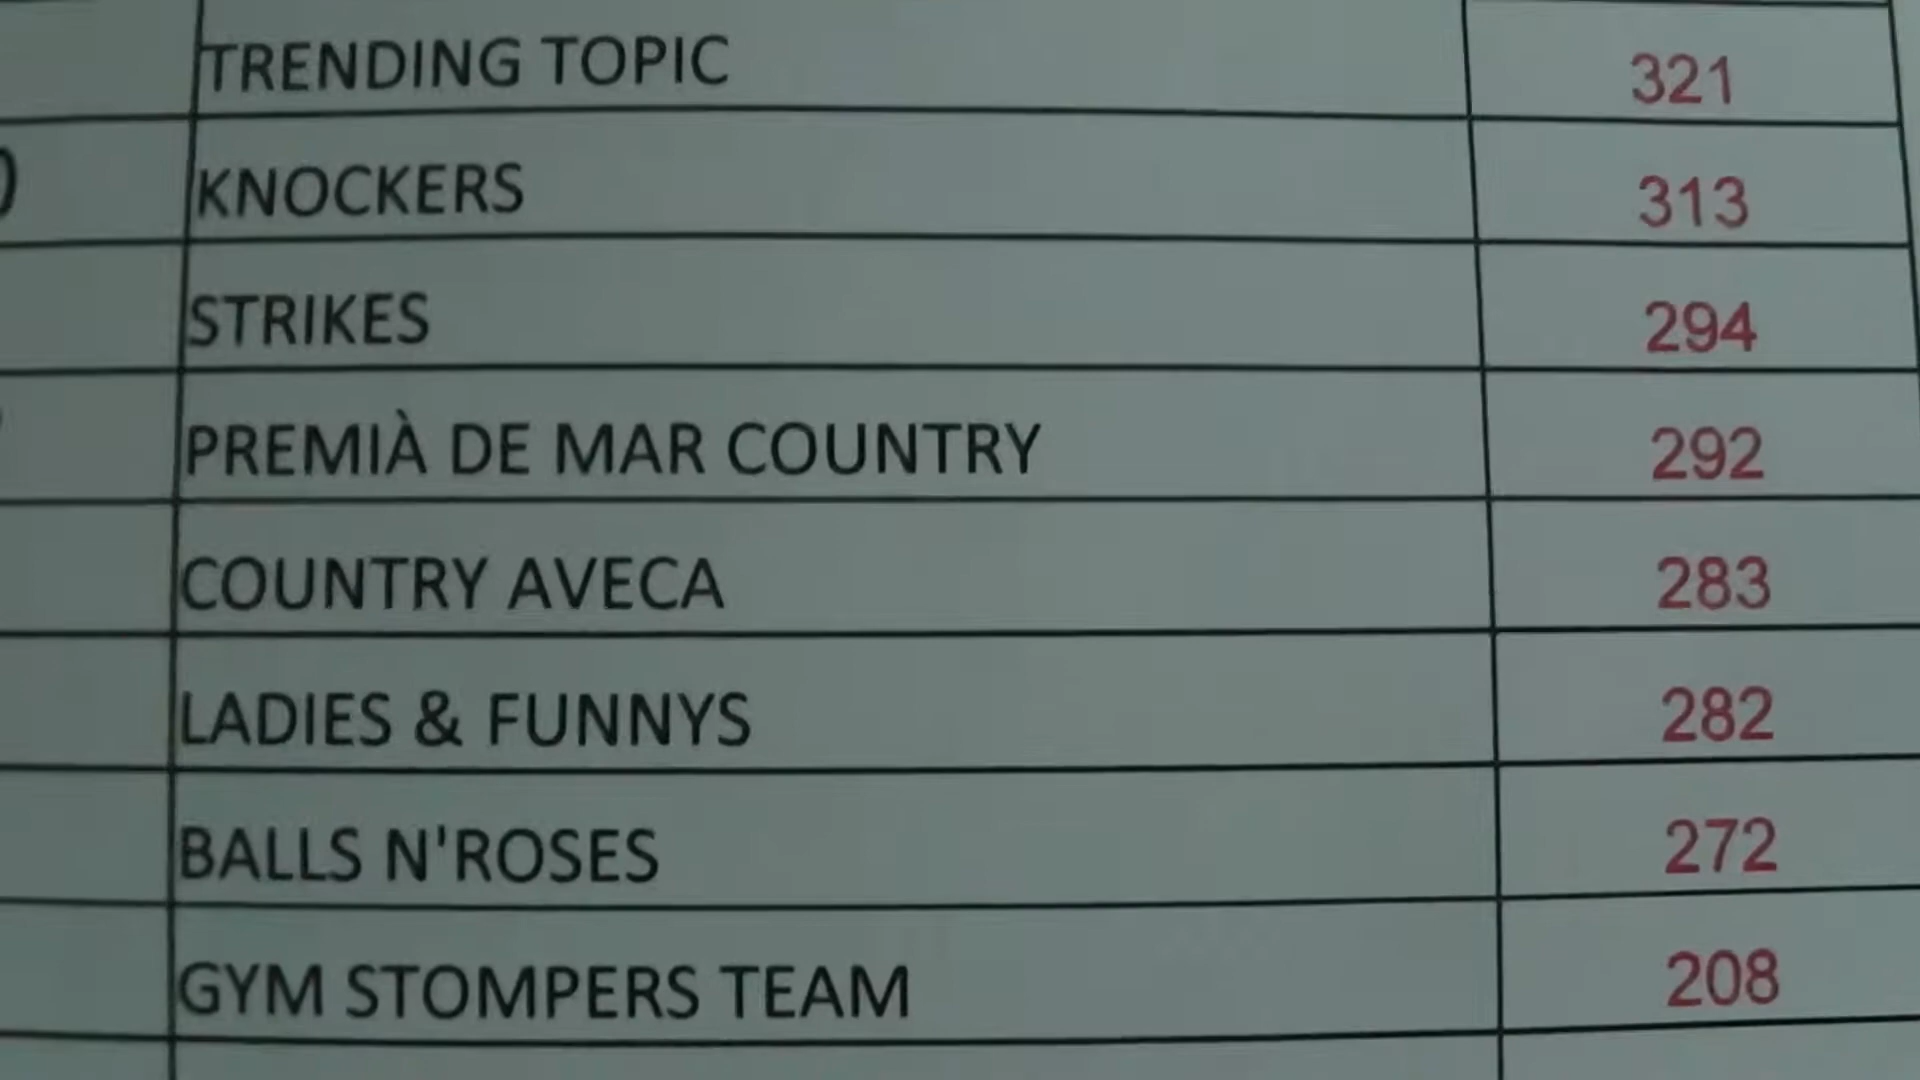 TRENDING TOPIC 321
KNOCKERS 313
STRIKES 294
PREMIÀ DE MAR COUNTRY 292
COUNTRY AVECA 283
LADIES & FUNNYS 282
BALLS N'ROSES 272
GYM STOMPERS TEAM 208